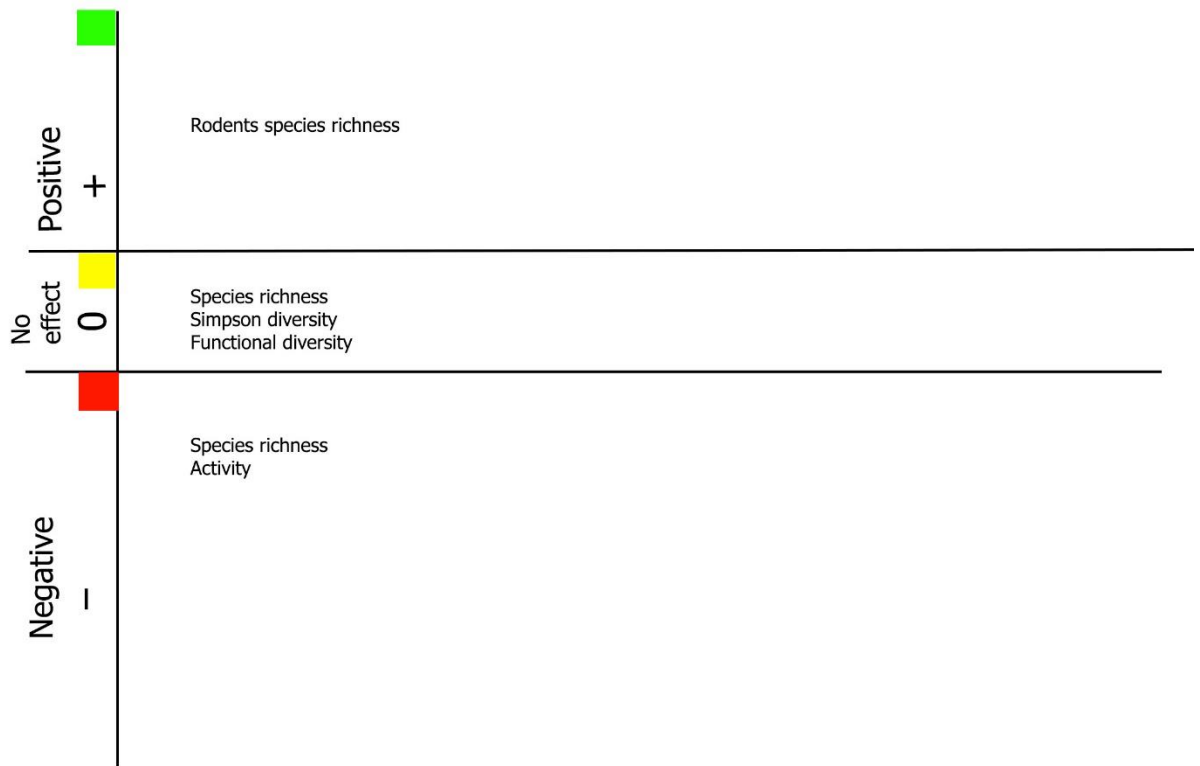 Positive
+
Rodents species richness
No
effect
0
Species richness
Simpson diversity
Functional diversity
Negative
–
Species richness
Activity